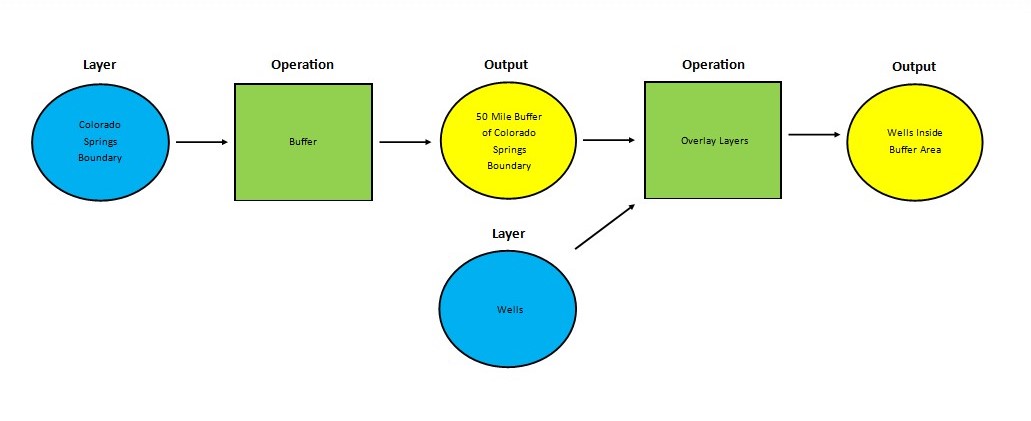 Layer
Operation
Output
Operation
Output
Colorado
Springs
Boundary
Buffer
50 Mile Buffer
of Colorado
Springs
Boundary
Overlay Layers
Wells Inside
Buffer Area
Layer
Wells